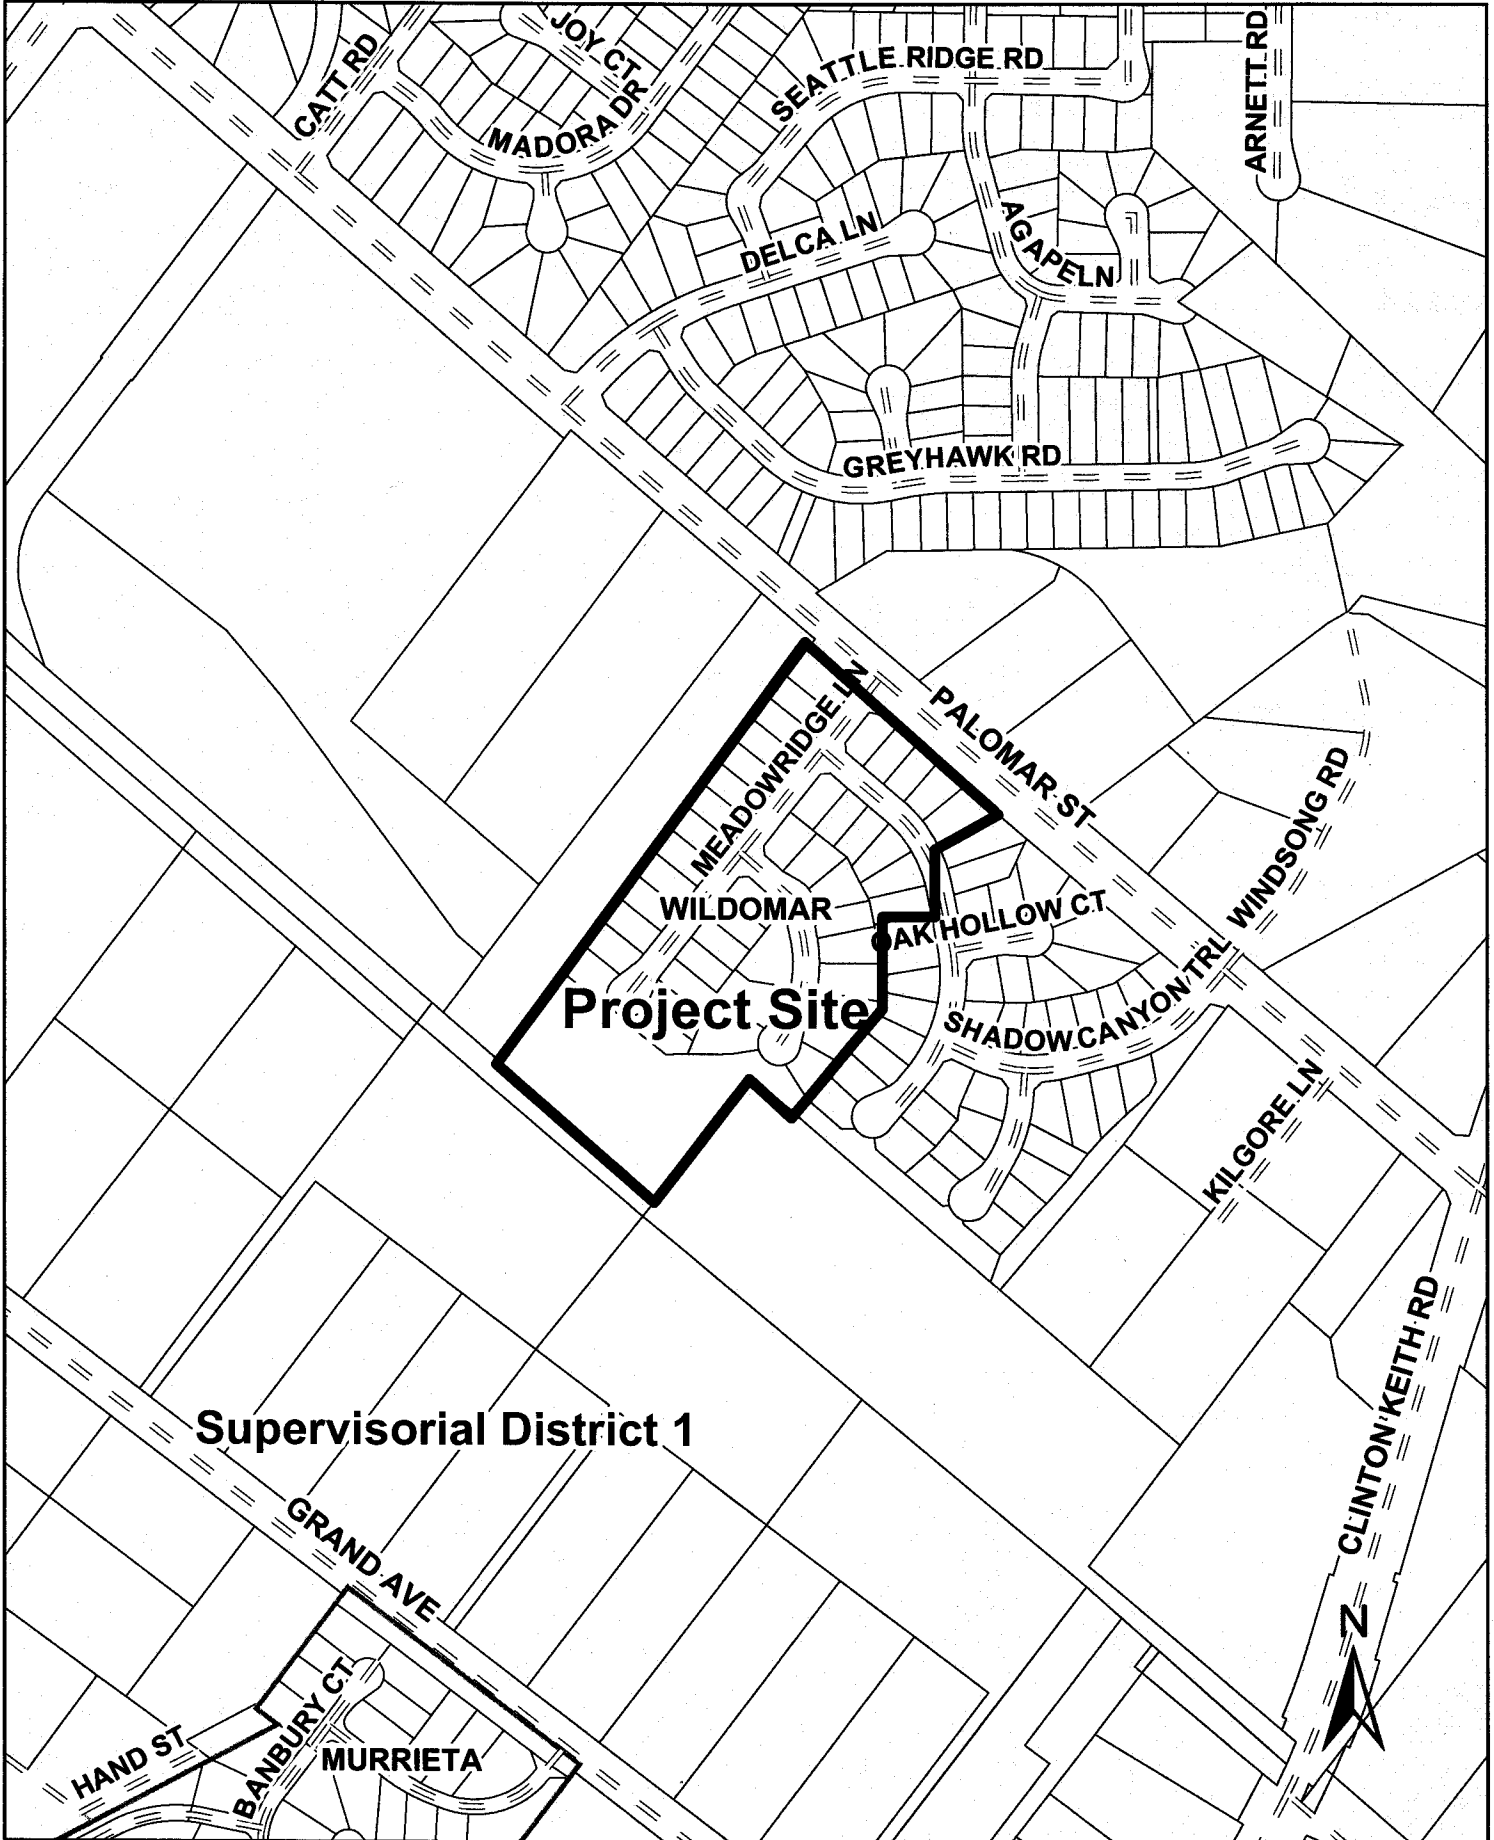 JOY CT
CATT RD
MADORA DR
SEATTLE RIDGE RD
ARNETT RD
DELCA LN
AGAPE LN
GREYHAWK RD
MEADOWRIDGE LN
PALOMAR ST
WINDSONG RD
WILDOMAR
OAK HOLLOW CT
Project Site
SHADOW CANYON TRL
KILGORE LN
CLINTON KEITH RD
Supervisorial District 1
GRAND AVE
N
HAND ST
BANBURY CT
MURRIETA